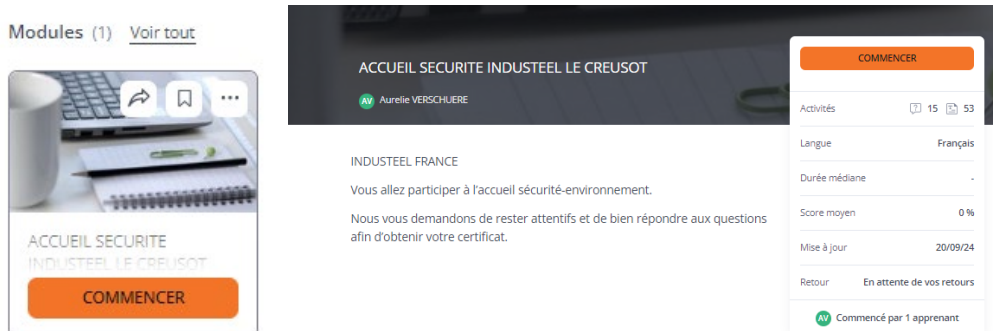 Modules (1) Voir tout
ACCUEIL SECURITE
INDUSTEEL LE CREUSOT
COMMENCER
ACCUEIL SECURITE INDUSTEEL LE CREUSOT
AV Aurelie VERSCHUERE
INDUSTEEL FRANCE
Vous allez participer à l'accueil sécurité-environnement.
Nous vous demandons de rester attentifs et de bien répondre aux questions
afin d'obtenir votre certificat.
COMMENCER
Activités 15 53
Langue Français
Durée médiane -
Score moyen 0 %
Mise à jour 20/09/24
Retour En attente de vos retours
AV Commencé par 1 apprenant